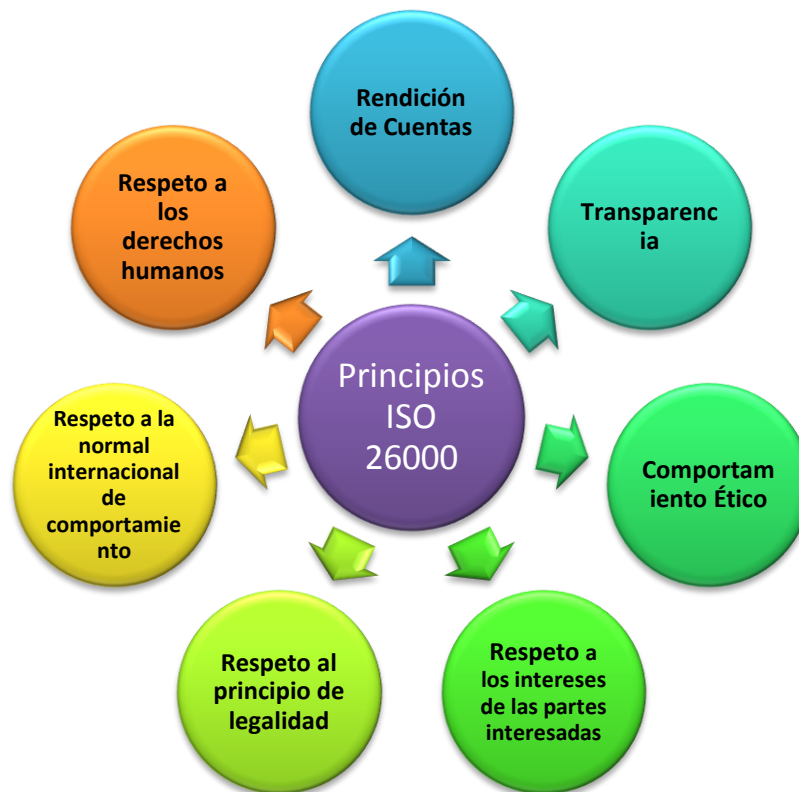 Rendición
de Cuentas
Transparenc
ia
Comportam
iento Ético
Respeto a
los intereses
de las partes
interesadas
Respeto al
principio de
legalidad
Respeto a la
normal
internacional
de
comportamie
nto
Respeto a
los
derechos
humanos
Principios
ISO
26000